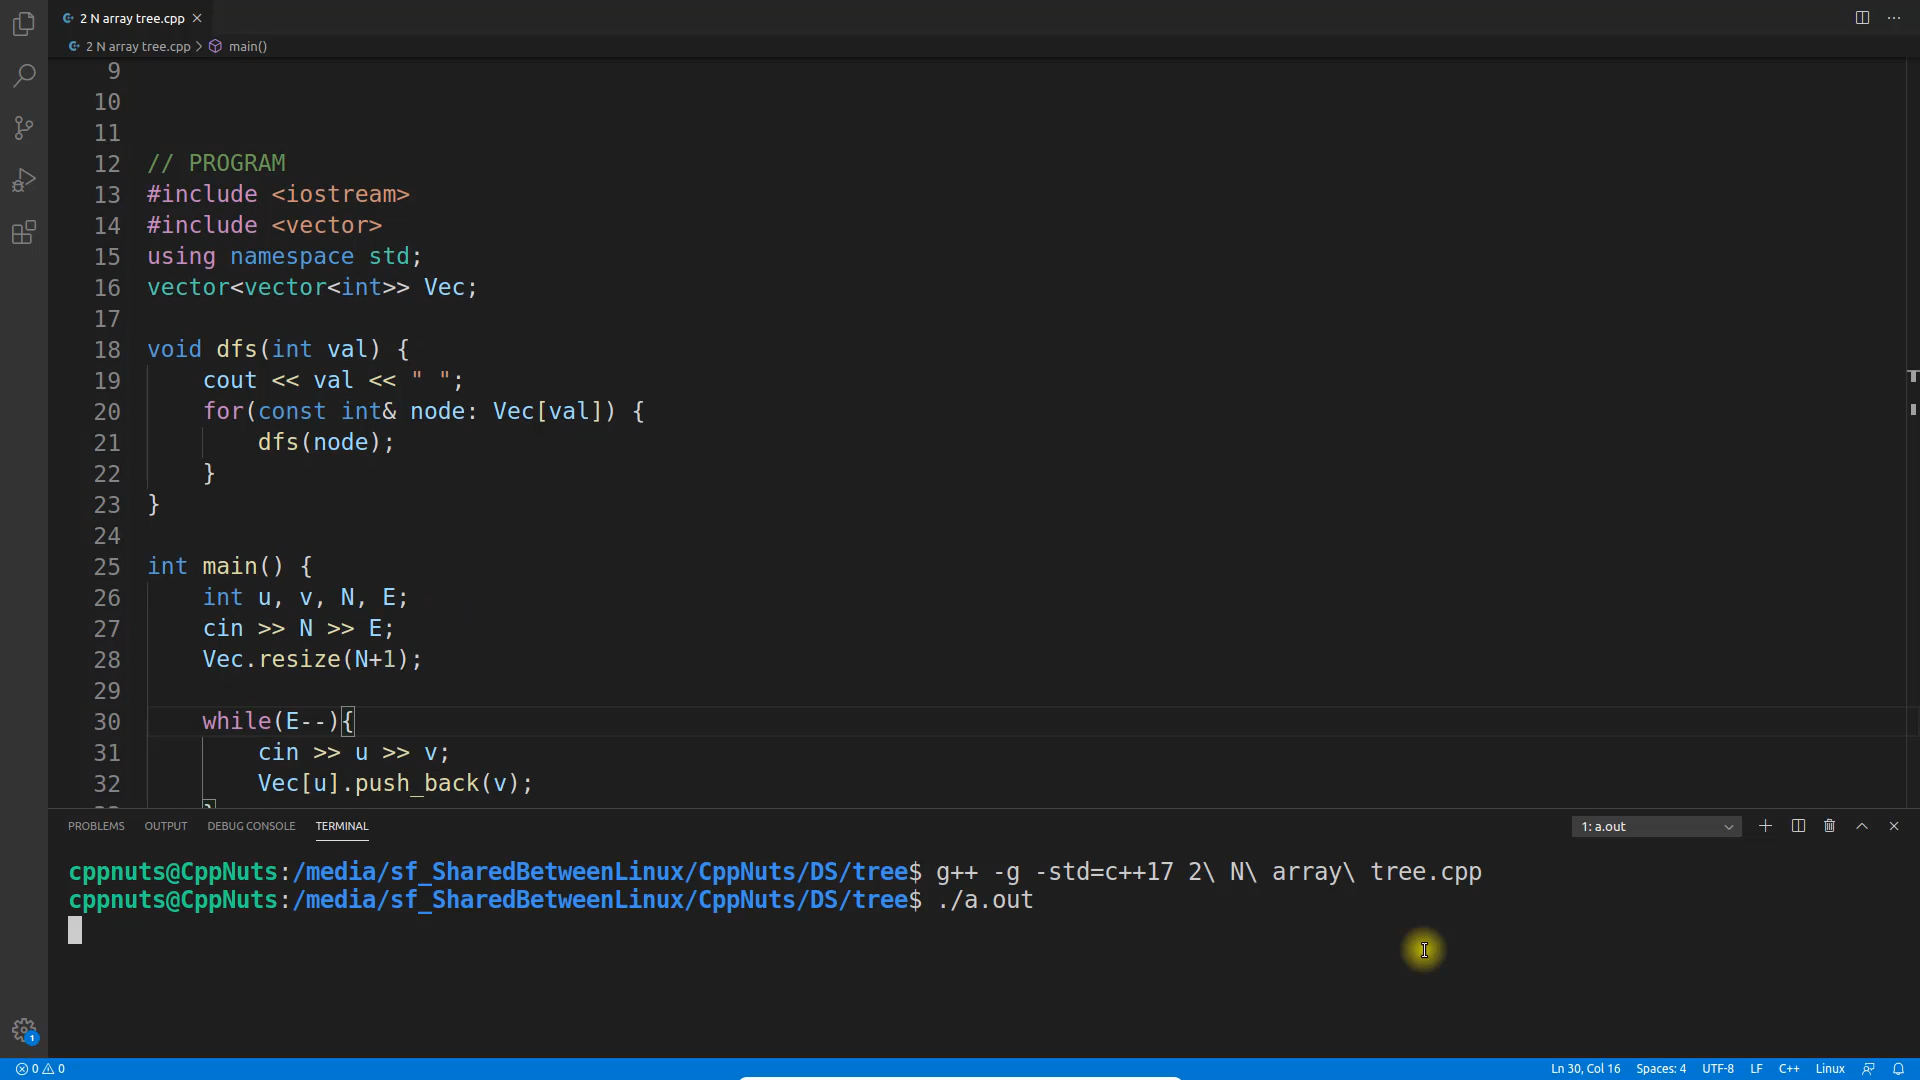 2 N array tree.cpp
2 N array tree.cpp > main()
9
10
11
12 // PROGRAM
13 #include <iostream>
14 #include <vector>
15 using namespace std;
16 vector<vector<int>> Vec;
17
18 void dfs(int val) {
19 cout << val << " ";
20 for(const int& node: Vec[val]) {
21 dfs(node);
22 }
23 }
24
25 int main() {
26 int u, v, N, E;
27 cin >> N >> E;
28 Vec.resize(N+1);
29
30 while(E--){
31 cin >> u >> v;
32 Vec[u].push_back(v);
PROBLEMS OUTPUT DEBUG CONSOLE TERMINAL 1: a.out
cppnuts@CppNuts:/media/sf_SharedBetweenLinux/CppNuts/DS/tree$ g++ -g -std=c++17 2\ N\ array\ tree.cpp
cppnuts@CppNuts:/media/sf_SharedBetweenLinux/CppNuts/DS/tree$ ./a.out
1
0 0 Ln 30, Col 16 Spaces: 4 UTF-8 LF C++ Linux